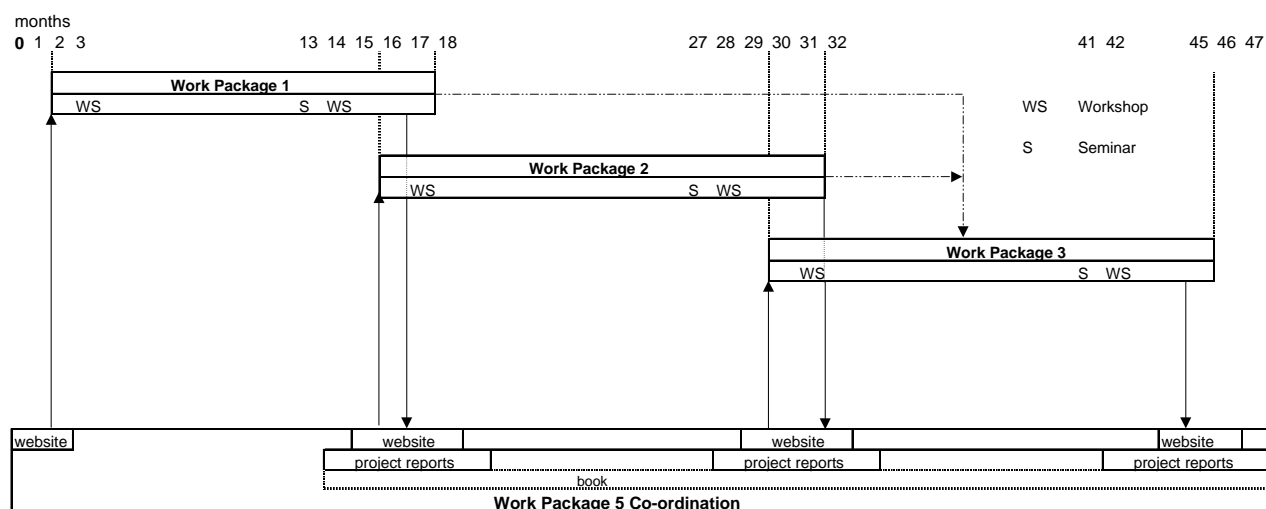 months
0 1 2 3 13 14 15 16 17 18 27 28 29 30 31 32 41 42 45 46 47
Work Package 1
WS S WS
WS Workshop
S Seminar
Work Package 2
WS S WS
Work Package 3
WS S WS
website website website website
project reports project reports project reports
book
Work Package 5 Co-ordination